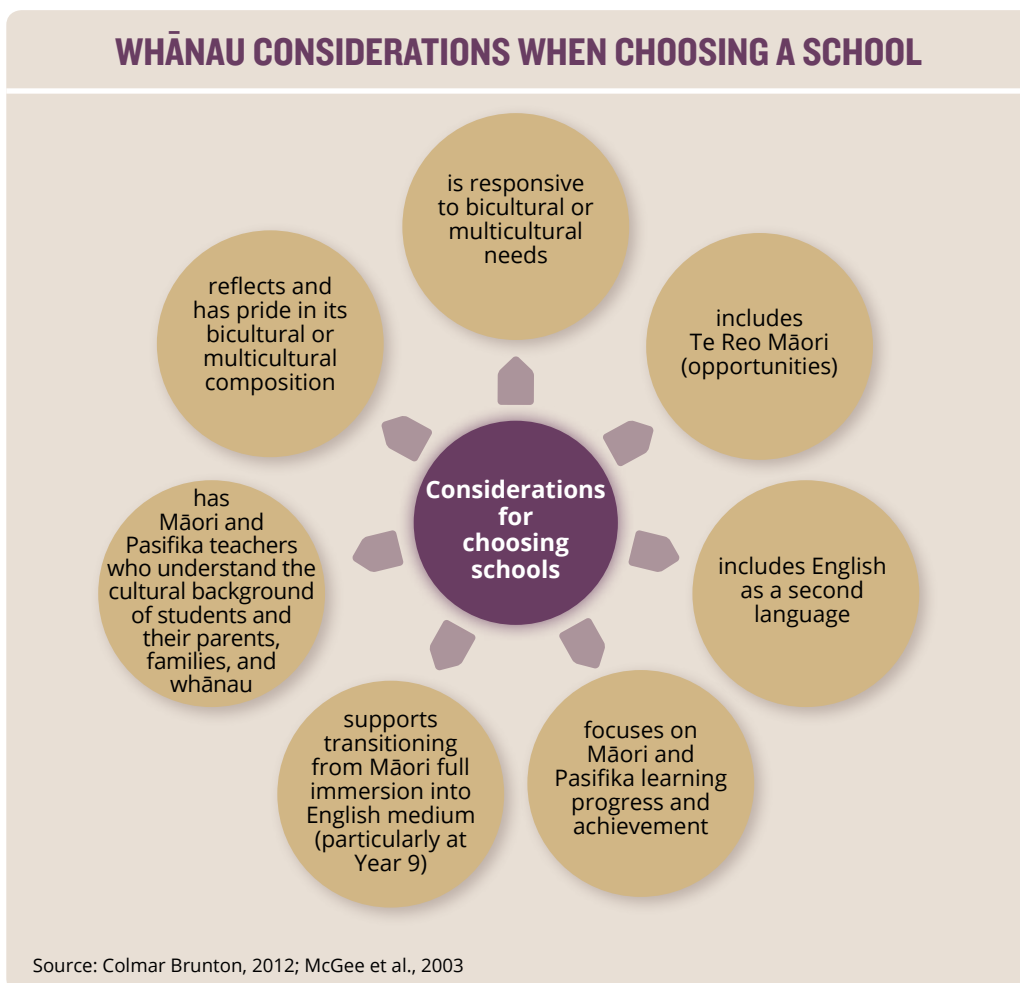 WHĀNAU CONSIDERATIONS WHEN CHOOSING A SCHOOL
is responsive
to bicultural or
multicultural
needs
includes
Te Reo Māori
(opportunities)
includes English
as a second
language
focuses on
Māori and
Pasifika learning
progress and
achievement
supports
transitioning
from Māori full
immersion into
English medium
(particularly at
Year 9)
has
Māori and
Pasifika teachers
who understand the
cultural background
of students and
their parents,
families, and
whānau
reflects and
has pride in its
bicultural or
multicultural
composition
Considerations
for
choosing
schools
Source: Colmar Brunton, 2012; McGee et al., 2003